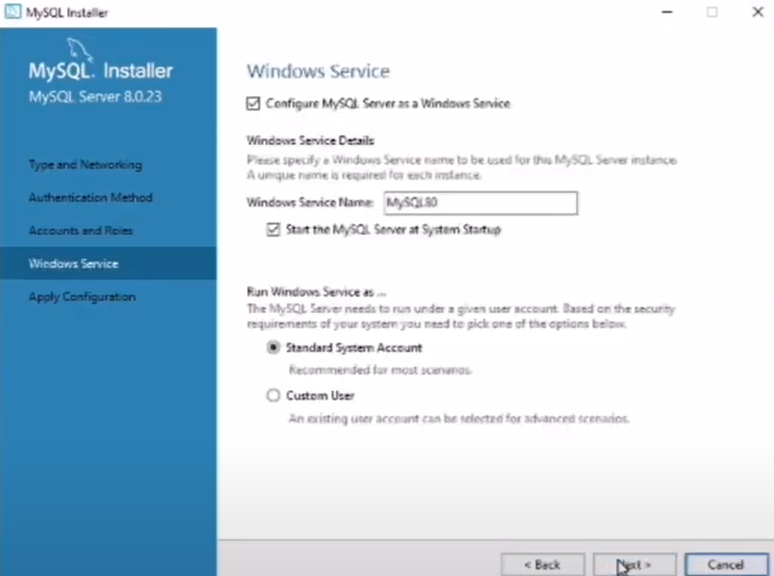 MySQL Installer
MySQL. Installer
MySQL Server 8.0.23
Type and Networking
Authentication Method
Accounts and Roles
Windows Service
Apply Configuration
Windows Service
Configure MySQL Server as a Windows Service
Windows Service Details
Please specify a Windows Service name to be used for this MySQL Server instance.
A unique name is required for each instance.
Windows Service Name: MySQL80
Start the MySQL Server at System Startup
Run Windows Service as ...
The MySQL Server needs to run under a given user account. Based on the security
requirements of your system you need to pick one of the options below.
Standard System Account
Recommended for most scenarios.
Custom User
An existing user account can be selected for advanced scenarios.
< Back Next > Cancel